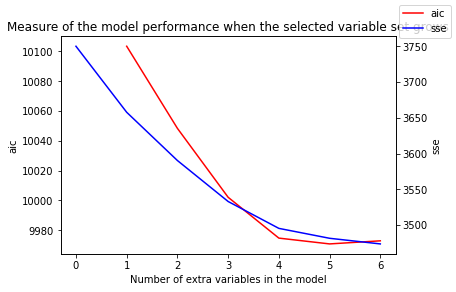 Measure of the model performance when the selected variable set
aic
sse
10100
10080
10060
10040
10020
10000
9980
aic
3750
3700
3650
3600
3550
3500
sse
0 1 2 3 4 5 6
Number of extra variables in the model